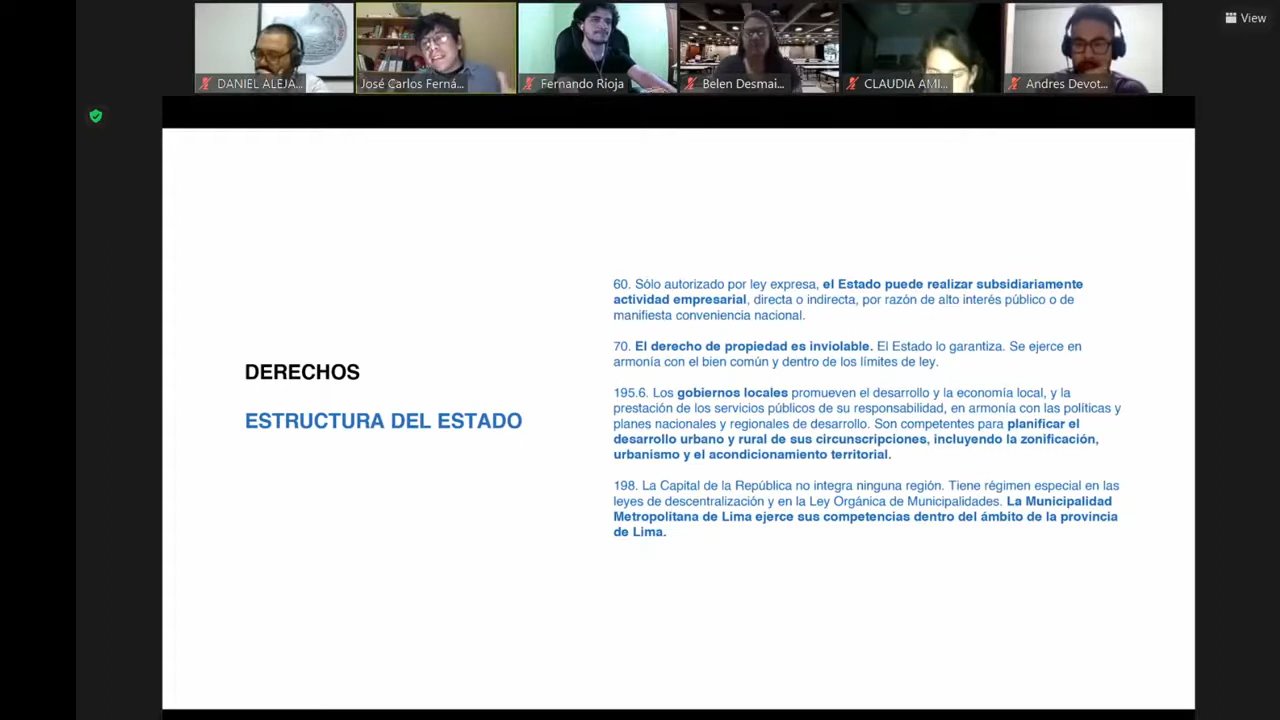 View
DANIEL ALEJA...
José Carlos Ferná...
Fernando Rioja
Belen Desmai...
CLAUDIA AMI...
Andres Devot...
DERECHOS
ESTRUCTURA DEL ESTADO
60. Sólo autorizado por ley expresa, el Estado puede realizar subsidiariamente
actividad empresarial, directa o indirecta, por razón de alto interés público o de
manifiesta conveniencia nacional.
70. El derecho de propiedad es inviolable. El Estado lo garantiza. Se ejerce en
armonía con el bien común y dentro de los límites de ley.
195.6. Los gobiernos locales promueven el desarrollo y la economía local, y la
prestación de los servicios públicos de su responsabilidad, en armonía con las políticas y
planes nacionales y regionales de desarrollo. Son competentes para planificar el
desarrollo urbano y rural de sus circunscripciones, incluyendo la zonificación,
urbanismo y el acondicionamiento territorial.
198. La Capital de la República no integra ninguna región. Tiene régimen especial en las
leyes de descentralización y en la Ley Orgánica de Municipalidades. La Municipalidad
Metropolitana de Lima ejerce sus competencias dentro del ámbito de la provincia
de Lima.